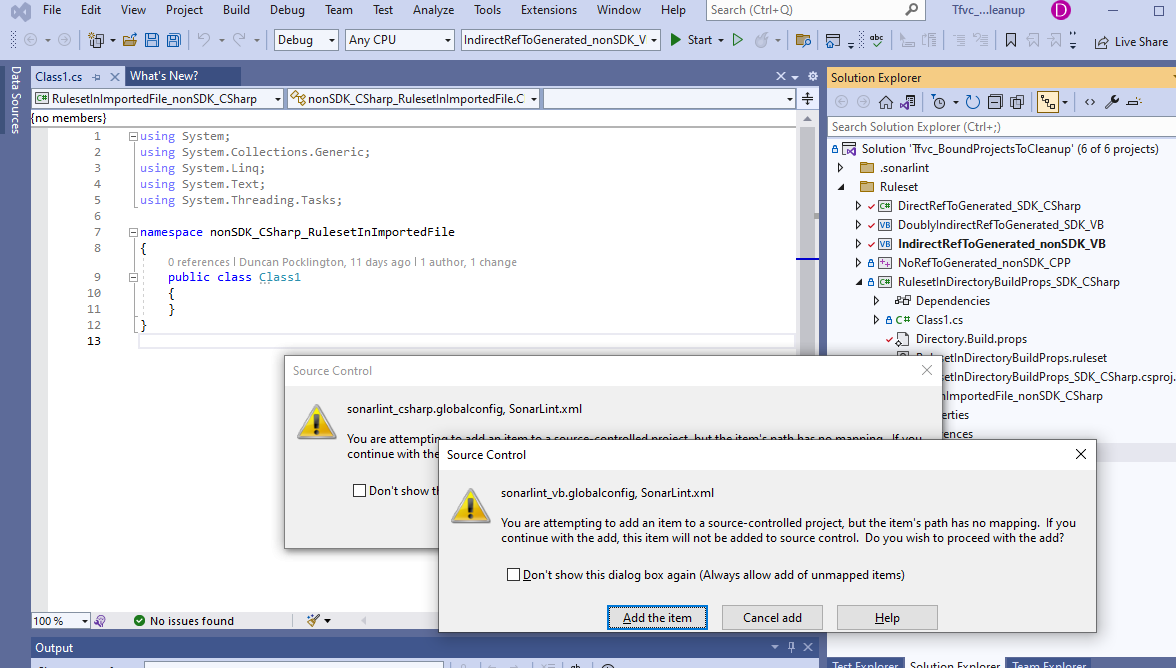 File Edit View Project Build Debug Team Test Analyze Tools Extensions Window Help Search (Ctrl+Q) Tfvc_...leanup D
Debug Any CPU IndirectRefToGenerated_nonSDK_V Start Live Share
Data Sources
Class1.cs What's New?
RulesetInImportedFile_nonSDK_CSharp nonSDK_CSharp_RulesetInImportedFile.C
(no members)
1 using System;
2 using System.Collections.Generic;
3 using System.Linq;
4 using System.Text;
5 using System.Threading.Tasks;
6
7 namespace nonSDK_CSharp_RulesetInImportedFile
8 {
0 references | Duncan Pocklington, 11 days ago | 1 author, 1 change
9 public class Class1
10 {
11 }
12 }
13
100 % No issues found
Output
Solution Explorer
Search Solution Explorer (Ctrl+;)
Solution 'Tfvc_BoundProjectsToCleanup' (6 of 6 projects)
.sonarlint
Ruleset
DirectRefToGenerated_SDK_CSharp
DoublyIndirectRefToGenerated_SDK_VB
IndirectRefToGenerated_nonSDK_VB
NoRefToGenerated_nonSDK_CPP
RulesetInDirectoryBuildProps_SDK_CSharp
Dependencies
Class1.cs
Directory.Build.props
setInDirectoryBuildProps.ruleset
etInDirectoryBuildProps_SDK_CSharp.csproj.
nImportedFile_nonSDK_CSharp
erties
ences
Source Control
sonarlint_csharp.globalconfig, SonarLint.xml
You are attempting to add an item to a source-controlled project, but the item's path has no mapping. If you
continue with the
Don't show th
Source Control
sonarlint_vb.globalconfig, SonarLint.xml
You are attempting to add an item to a source-controlled project, but the item's path has no mapping. If you
continue with the add, this item will not be added to source control. Do you wish to proceed with the add?
Don't show this dialog box again (Always allow add of unmapped items)
Add the item Cancel add Help
Test Explorer Solution Explorer Team Explorer